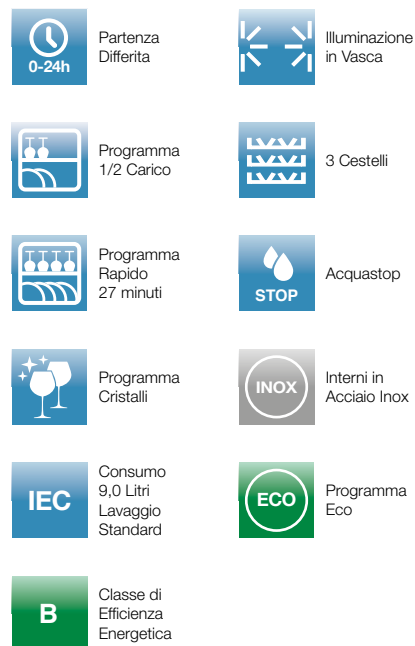 0-24h
Partenza
Differita
Illuminazione
in Vasca
Programma
1/2 Carico
3 Cestelli
Programma
Rapido
27 minuti
STOP
Acquastop
Programma
Cristalli
INOX
Interni in
Acciaio Inox
IEC
Consumo
9,0 Litri
Lavaggio
Standard
ECO
Programma
Eco
B
Classe di
Efficienza
Energetica